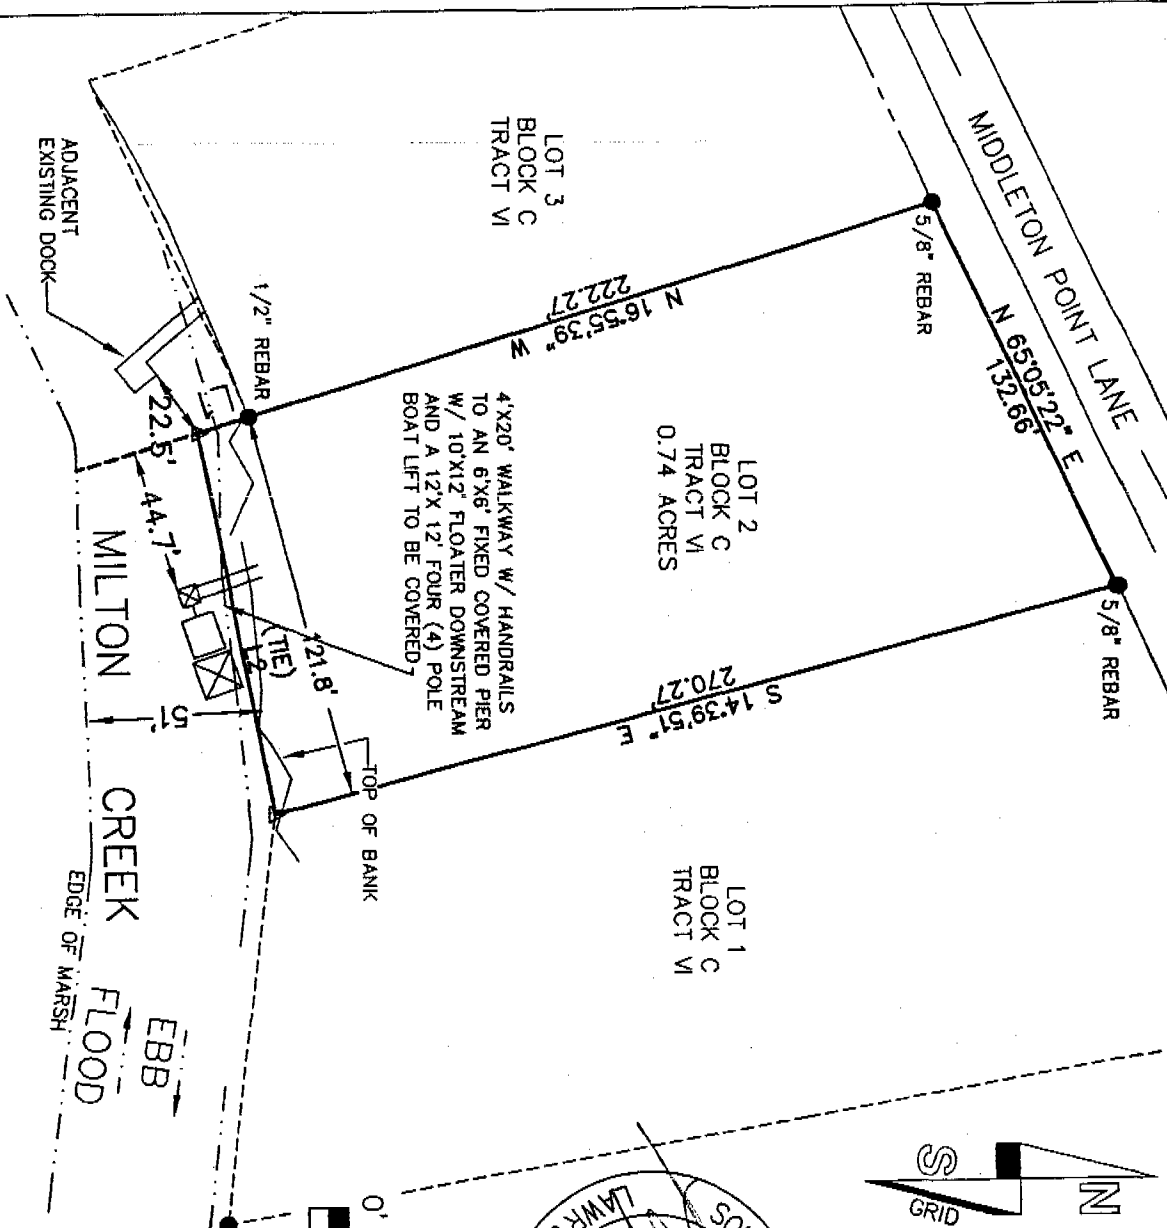 MIDDLETON POINT LANE
N 65°05'22" E
132.66'
5/8" REBAR
5/8" REBAR
LOT 3
BLOCK C
TRACT VI
N 16°55'39" W
222.27'
LOT 2
BLOCK C
TRACT VI
0.74 ACRES
S 14°39'51" E
270.27'
LOT 1
BLOCK C
TRACT VI
1/2" REBAR
4'X20' WALKWAY W/ HANDRAILS
TO AN 6'X6' FIXED COVERED PIER
W/ 10'X12' FLOATER DOWNSTREAM
AND A 12'X 12' FOUR (4) POLE
BOAT LIFT TO BE COVERED
ADJACENT
EXISTING DOCK
22.5'
44.7'
121.8'
(TIE)
L2
51'
TOP OF BANK
MILTON CREEK
EDGE OF MARSH
EBB
FLOOD
N
S
GRID
0'